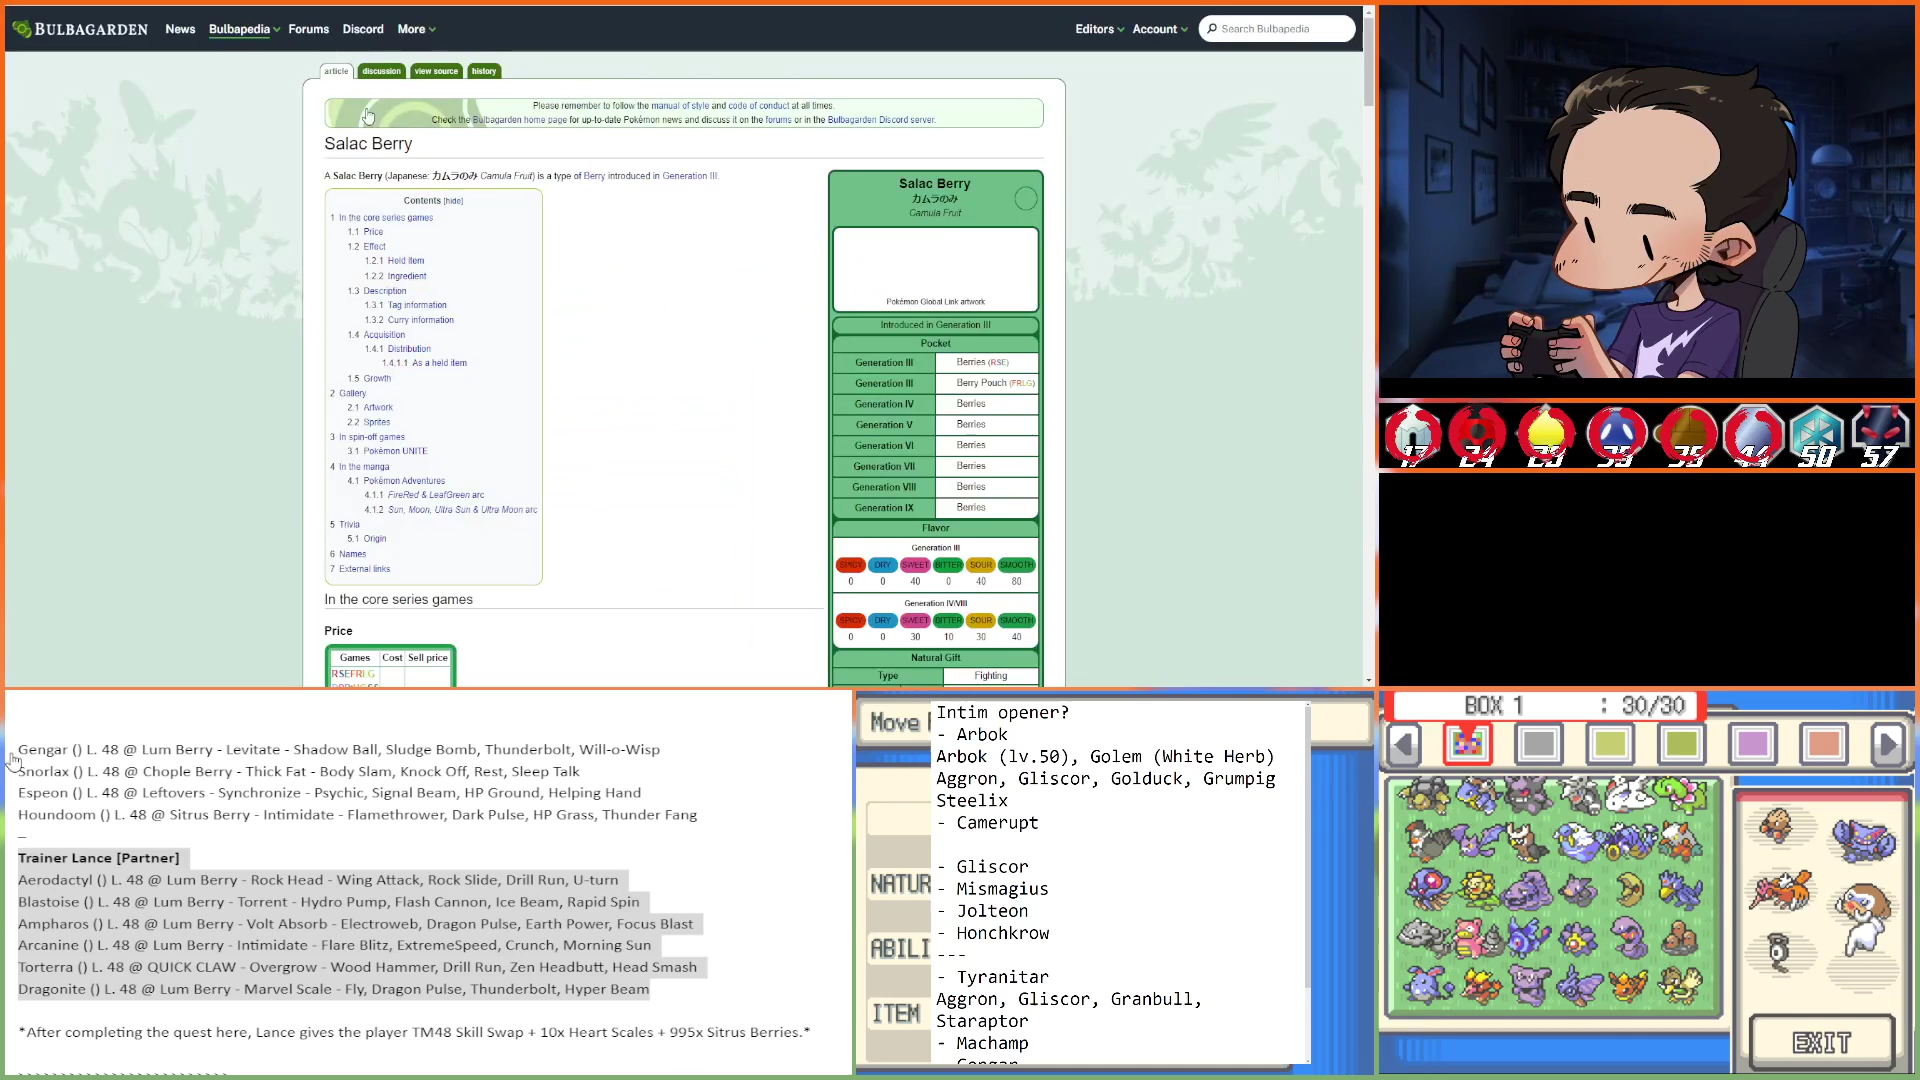 BULBAGARDEN
News
Bulbapedia
Forums
Discord
More
Editors
Account
Search Bulbapedia
article
discussion
view source
history
Please remember to follow the manual of style and code of conduct at all times.
Check the Bulbagarden home page for up-to-date Pokémon news and discuss it on the forums or in the Bulbagarden Discord server.
Salac Berry
A Salac Berry (Japanese: カムラのみ Camula Fruit) is a type of Berry introduced in Generation III.
Contents [hide]
1 In the core series games
1.1 Price
1.2 Effect
1.2.1 Held item
1.2.2 Ingredient
1.3 Description
1.3.1 Tag information
1.3.2 Curry information
1.4 Acquisition
1.4.1 Distribution
1.4.1.1 As a held item
1.5 Growth
2 Gallery
2.1 Artwork
2.2 Sprites
3 In spin-off games
3.1 Pokémon UNITE
4 In the manga
4.1 Pokémon Adventures
4.1.1 FireRed & LeafGreen arc
4.1.2 Sun, Moon, Ultra Sun & Ultra Moon arc
5 Trivia
5.1 Origin
6 Names
7 External links
In the core series games
Price
Games Cost Sell price
RSEFRLG
Salac Berry
カムラのみ
Camula Fruit
Pokémon Global Link artwork
Introduced in Generation III
Pocket
Generation III Berries (RSE)
Generation III Berry Pouch (FRLG)
Generation IV Berries
Generation V Berries
Generation VI Berries
Generation VII Berries
Generation VIII Berries
Generation IX Berries
Flavor
Generation III
SPICY DRY SWEET BITTER SOUR SMOOTH
0 0 40 0 40 80
Generation IV/VIII
SPICY DRY SWEET BITTER SOUR SMOOTH
0 0 30 10 30 40
Natural Gift
Type Fighting
17 24 33 44 50 57
Gengar () L. 48 @ Lum Berry - Levitate - Shadow Ball, Sludge Bomb, Thunderbolt, Will-o-Wisp
Snorlax () L. 48 @ Chople Berry - Thick Fat - Body Slam, Knock Off, Rest, Sleep Talk
Espeon () L. 48 @ Leftovers - Synchronize - Psychic, Signal Beam, HP Ground, Helping Hand
Houndoom () L. 48 @ Sitrus Berry - Intimidate - Flamethrower, Dark Pulse, HP Grass, Thunder Fang
_
Trainer Lance [Partner]
Aerodactyl () L. 48 @ Lum Berry - Rock Head - Wing Attack, Rock Slide, Drill Run, U-turn
Blastoise () L. 48 @ Lum Berry - Torrent - Hydro Pump, Flash Cannon, Ice Beam, Rapid Spin
Ampharos () L. 48 @ Lum Berry - Volt Absorb - Electroweb, Dragon Pulse, Earth Power, Focus Blast
Arcanine () L. 48 @ Lum Berry - Intimidate - Flare Blitz, ExtremeSpeed, Crunch, Morning Sun
Torterra () L. 48 @ QUICK CLAW - Overgrow - Wood Hammer, Drill Run, Zen Headbutt, Head Smash
Dragonite () L. 48 @ Lum Berry - Marvel Scale - Fly, Dragon Pulse, Thunderbolt, Hyper Beam
*After completing the quest here, Lance gives the player TM48 Skill Swap + 10x Heart Scales + 995x Sitrus Berries.*
Move
NATUR
ABILI
ITEM
Intim opener?
- Arbok
Arbok (lv.50), Golem (White Herb)
Aggron, Gliscor, Golduck, Grumpig
Steelix
- Camerupt
- Gliscor
- Mismagius
- Jolteon
- Honchkrow
---
- Tyranitar
Aggron, Gliscor, Granbull,
Staraptor
- Machamp
BOX 1 : 30/30
EXIT